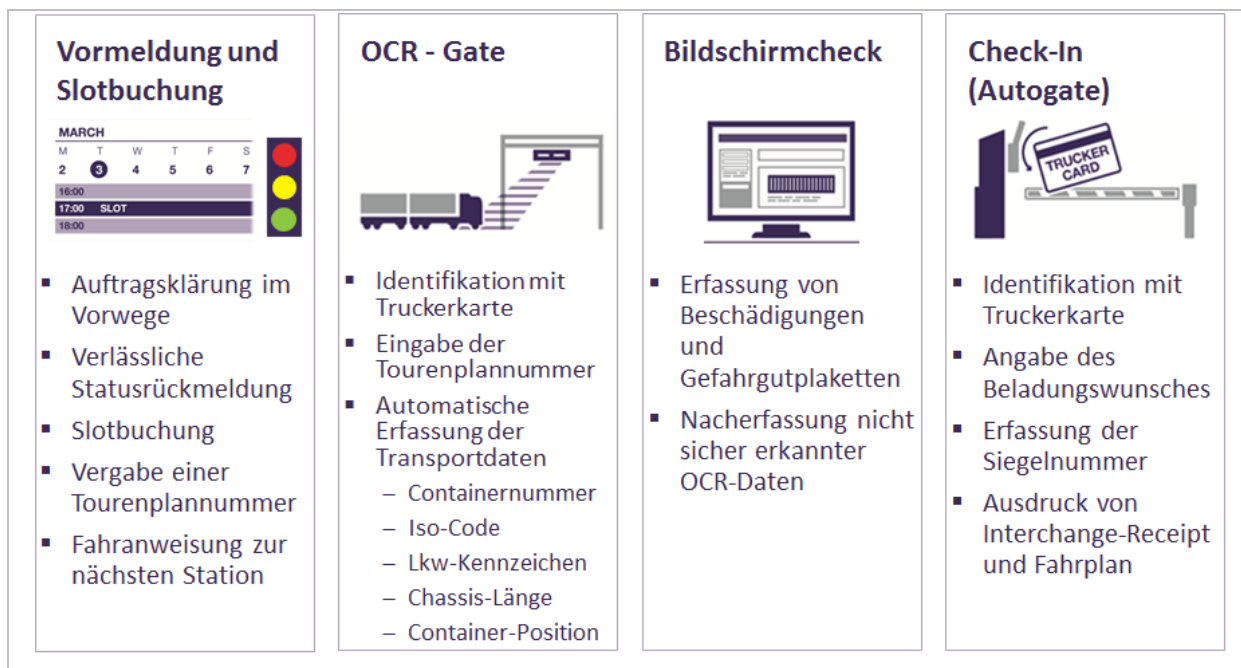 Vormeldung und
Slotbuchung
MARCH
M T W T F S
2 3 4 5 6 7
16:00
17:00 SLOT
18:00
▪ Auftragsklärung im
Vorwege
▪ Verlässliche
Statusrückmeldung
▪ Slotbuchung
▪ Vergabe einer
Tourenplannummer
▪ Fahranweisung zur
nächsten Station
OCR - Gate
▪ Identifikation mit
Truckerkarte
▪ Eingabe der
Tourenplannummer
▪ Automatische
Erfassung der
Transportdaten
– Containernummer
– Iso-Code
– Lkw-Kennzeichen
– Chassis-Länge
– Container-Position
Bildschirmcheck
▪ Erfassung von
Beschädigungen
und
Gefahrgutplaketten
▪ Nacherfassung nicht
sicher erkannter
OCR-Daten
Check-In
(Autogate)
TRUCKER
CARD
▪ Identifikation mit
Truckerkarte
▪ Angabe des
Beladungswunsches
▪ Erfassung der
Siegelnummer
▪ Ausdruck von
Interchange-Receipt
und Fahrplan